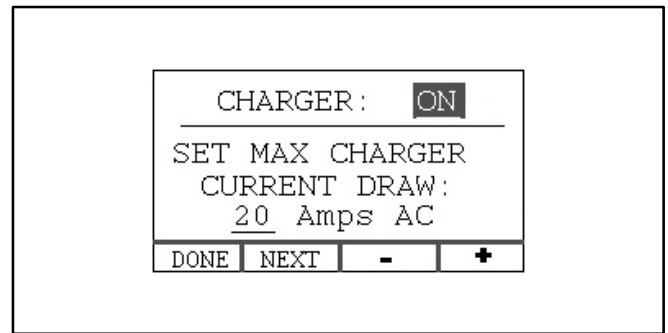 CHARGER: ON
SET MAX CHARGER
CURRENT DRAW:
20 Amps AC
DONE NEXT - +